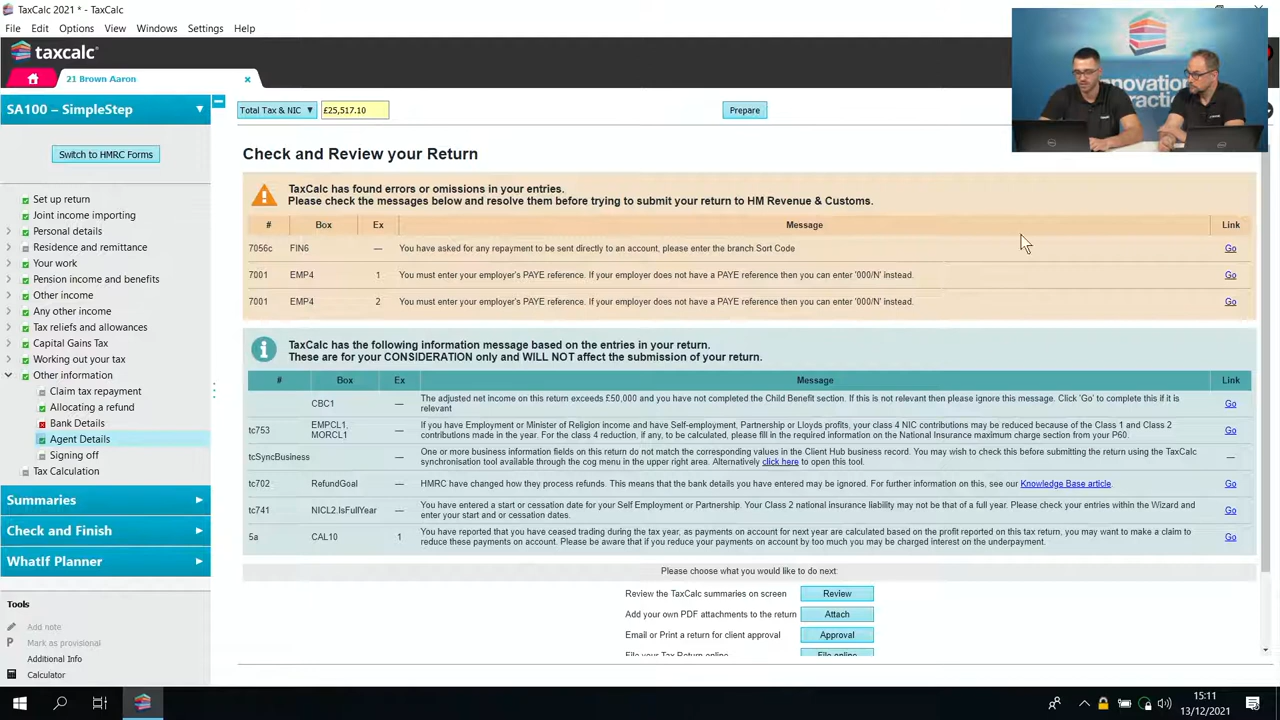 TaxCalc 2021 * - TaxCalc
File Edit Options View Windows Settings Help
taxcalc
21 Brown Aaron
SA100 – SimpleStep
Switch to HMRC Forms
Set up return
Joint income importing
Personal details
Residence and remittance
Your work
Pension income and benefits
Other income
Any other income
Tax reliefs and allowances
Capital Gains Tax
Working out your tax
Other information
Claim tax repayment
Allocating a refund
Bank Details
Agent Details
Signing off
Tax Calculation
Summaries
Check and Finish
WhatIf Planner
Tools
Add note
P Mark as provisional
Additional Info
Calculator
Total Tax & NIC £25,517.10 Prepare
Check and Review your Return
TaxCalc has found errors or omissions in your entries.
Please check the messages below and resolve them before trying to submit your return to HM Revenue & Customs.
# Box Ex Message Link
7056c FIN6 — You have asked for any repayment to be sent directly to an account, please enter the branch Sort Code Go
7001 EMP4 1 You must enter your employer's PAYE reference. If your employer does not have a PAYE reference then you can enter '000/N' instead. Go
7001 EMP4 2 You must enter your employer's PAYE reference. If your employer does not have a PAYE reference then you can enter '000/N' instead. Go
TaxCalc has the following information message based on the entries in your return.
These are for your CONSIDERATION only and WILL NOT affect the submission of your return.
# Box Ex Message Link
CBC1 — The adjusted net income on this return exceeds £50,000 and you have not completed the Child Benefit section. If this is not relevant then please ignore this message. Click 'Go' to complete this if it is
relevant Go
tc753 EMPCL1,
MORCL1 — If you have Employment or Minister of Religion income and have Self-employment, Partnership or Lloyds profits, your class 4 NIC contributions may be reduced because of the Class 1 and Class 2
contributions made in the year. For the class 4 reduction, if any, to be calculated, please fill in the required information on the National Insurance maximum charge section from your P60. Go
tcSyncBusiness One or more business information fields on this return do not match the corresponding values in the Client Hub business record. You may wish to check this before submitting the return using the TaxCalc
synchronisation tool available through the cog menu in the upper right area. Alternatively click here to open this tool. —
tc702 RefundGoal — HMRC have changed how they process refunds. This means that the bank details you have entered may be ignored. For further information on this, see our Knowledge Base article. Go
tc741 NICL2.IsFullYear — You have entered a start or cessation date for your Self Employment or Partnership. Your Class 2 national insurance liability may not be that of a full year. Please check your entries within the Wizard and
enter your start and or cessation dates. Go
5a CAL10 1 You have reported that you have ceased trading during the tax year, as payments on account for next year are calculated based on the profit reported on this tax return, you may want to make a claim to
reduce these payments on account. Please be aware that if you reduce your payments on account by too much you may be charged interest on the underpayment. Go
Please choose what you would like to do next:
Review the TaxCalc summaries on screen Review
Add your own PDF attachments to the return Attach
Email or Print a return for client approval Approval
File your Tax Return online File online
15:11
13/12/2021